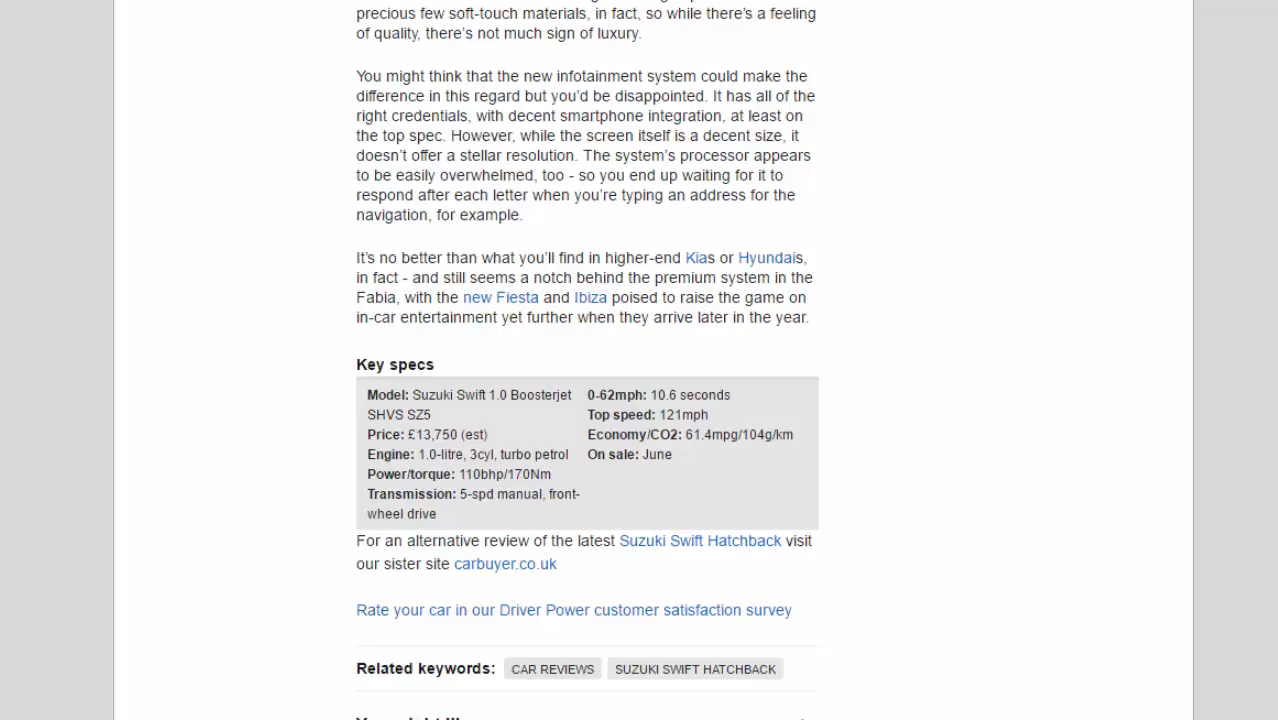 precious few soft-touch materials, in fact, so while there’s a feeling
of quality, there’s not much sign of luxury.
You might think that the new infotainment system could make the
difference in this regard but you’d be disappointed. It has all of the
right credentials, with decent smartphone integration, at least on
the top spec. However, while the screen itself is a decent size, it
doesn’t offer a stellar resolution. The system’s processor appears
to be easily overwhelmed, too - so you end up waiting for it to
respond after each letter when you’re typing an address for the
navigation, for example.
It’s no better than what you’ll find in higher-end Kias or Hyundais,
in fact - and still seems a notch behind the premium system in the
Fabia, with the new Fiesta and Ibiza poised to raise the game on
in-car entertainment yet further when they arrive later in the year.
Key specs
Model: Suzuki Swift 1.0 Boosterjet
SHVS SZ5
Price: £13,750 (est)
Engine: 1.0-litre, 3cyl, turbo petrol
Power/torque: 110bhp/170Nm
Transmission: 5-spd manual, front-
wheel drive
0-62mph: 10.6 seconds
Top speed: 121mph
Economy/CO2: 61.4mpg/104g/km
On sale: June
For an alternative review of the latest Suzuki Swift Hatchback visit
our sister site carbuyer.co.uk
Rate your car in our Driver Power customer satisfaction survey
Related keywords: CAR REVIEWS SUZUKI SWIFT HATCHBACK